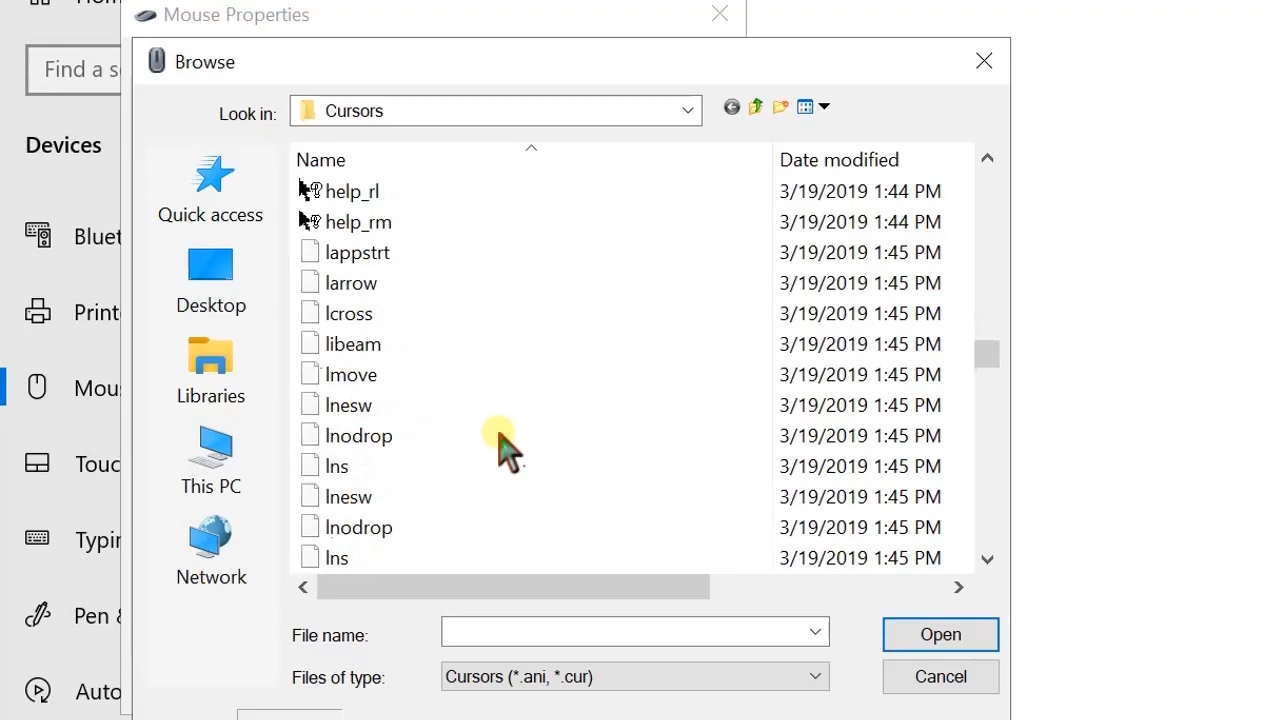 Hom
Mouse Properties
Find a s
Browse
Look in:
Cursors
Devices
Name
Date modified
help_rl
3/19/2019 1:44 PM
help_rm
3/19/2019 1:44 PM
lappstrt
3/19/2019 1:45 PM
larrow
3/19/2019 1:45 PM
lcross
3/19/2019 1:45 PM
libeam
3/19/2019 1:45 PM
lmove
3/19/2019 1:45 PM
lnesw
3/19/2019 1:45 PM
lnodrop
3/19/2019 1:45 PM
lns
3/19/2019 1:45 PM
lnesw
3/19/2019 1:45 PM
lnodrop
3/19/2019 1:45 PM
lns
3/19/2019 1:45 PM
Quick access
Desktop
Libraries
This PC
Network
Bluet
Print
Mous
Touc
Typin
Pen &
Auto
File name:
Open
Files of type:
Cursors (*.ani, *.cur)
Cancel